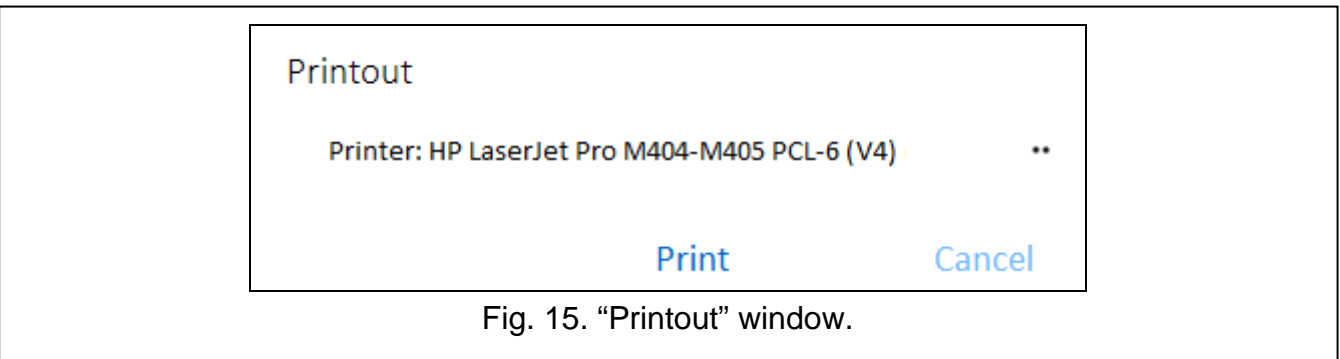 Printout
Printer: HP LaserJet Pro M404-M405 PCL-6 (V4) ••
Print Cancel
Fig. 15. “Printout” window.